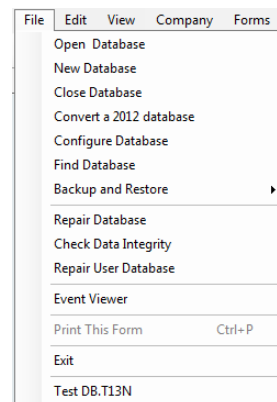 File Edit View Company Forms
Open Database
New Database
Close Database
Convert a 2012 database
Configure Database
Find Database
Backup and Restore
Repair Database
Check Data Integrity
Repair User Database
Event Viewer
Print This Form Ctrl+P
Exit
Test DB.T13N